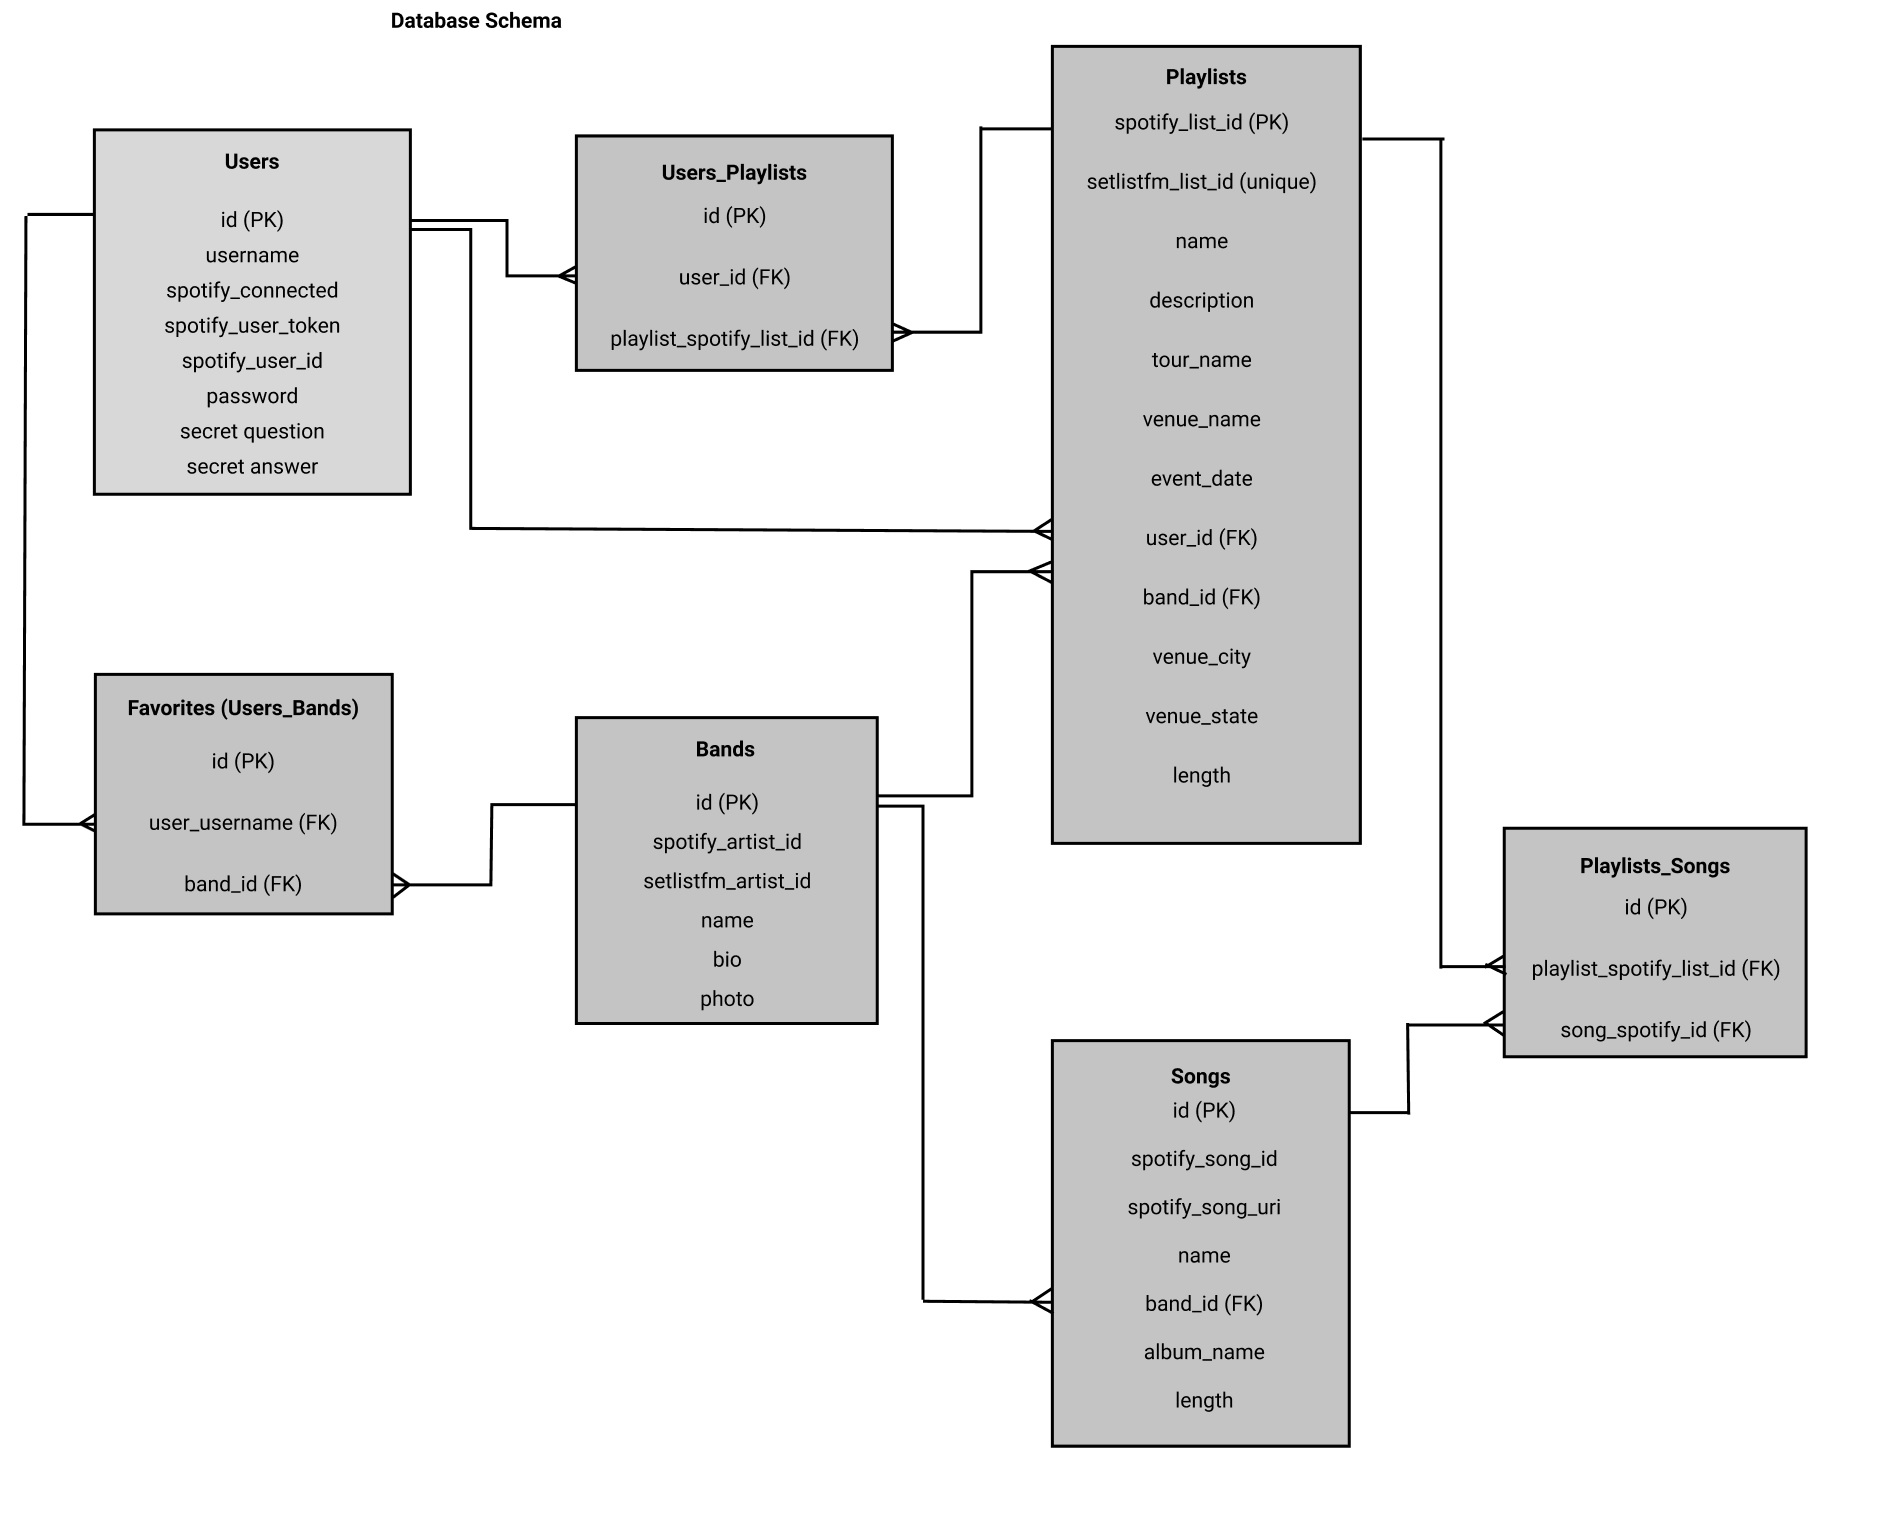 Database Schema
Users
id (PK)
username
spotify_connected
spotify_user_token
spotify_user_id
password
secret question
secret answer
Users_Playlists
id (PK)
user_id (FK)
playlist_spotify_list_id (FK)
Playlists
spotify_list_id (PK)
setlistfm_list_id (unique)
name
description
tour_name
venue_name
event_date
user_id (FK)
band_id (FK)
venue_city
venue_state
length
Favorites (Users_Bands)
id (PK)
user_username (FK)
band_id (FK)
Bands
id (PK)
spotify_artist_id
setlistfm_artist_id
name
bio
photo
Playlists_Songs
id (PK)
playlist_spotify_list_id (FK)
song_spotify_id (FK)
Songs
id (PK)
spotify_song_id
spotify_song_uri
name
band_id (FK)
album_name
length